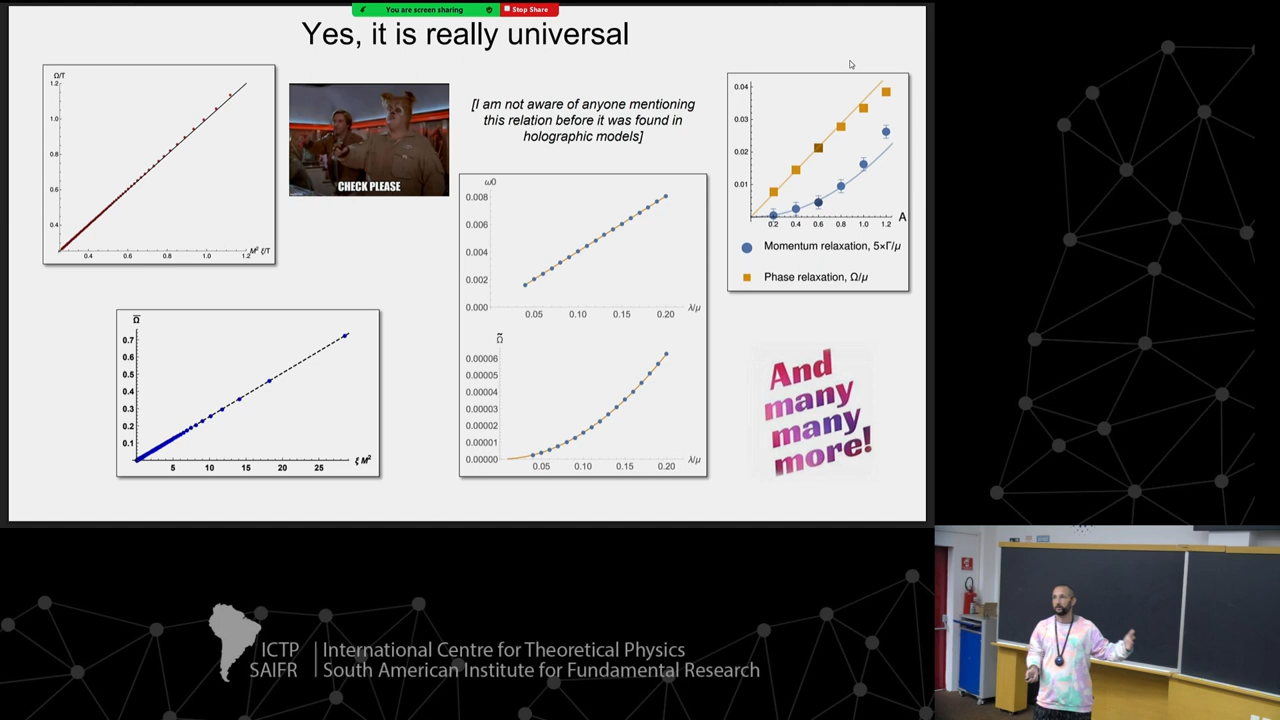 You are screen sharing
Stop Share
Yes, it is really universal
Ω/T
1.2
1.0
0.8
0.6
0.4
0.4
0.6
0.8
1.0
1.2
M² ξ/T
CHECK PLEASE
[I am not aware of anyone mentioning
this relation before it was found in
holographic models]
ω0
0.008
0.006
0.004
0.002
0.000
0.05
0.10
0.15
0.20
λ/μ
Ω̃
0.00006
0.00005
0.00004
0.00003
0.00002
0.00001
0.00000
0.05
0.10
0.15
0.20
λ/μ
0.04
0.03
0.02
0.01
0.2
0.4
0.6
0.8
1.0
1.2
A
Momentum relaxation, 5×Γ/μ
Phase relaxation, Ω/μ
Ω̅
0.7
0.6
0.5
0.4
0.3
0.2
0.1
5
10
15
20
25
ξ M²
And
many
many
more!
ICTP
SAIFR
International Centre for Theoretical Physics
South American Institute for Fundamental Research